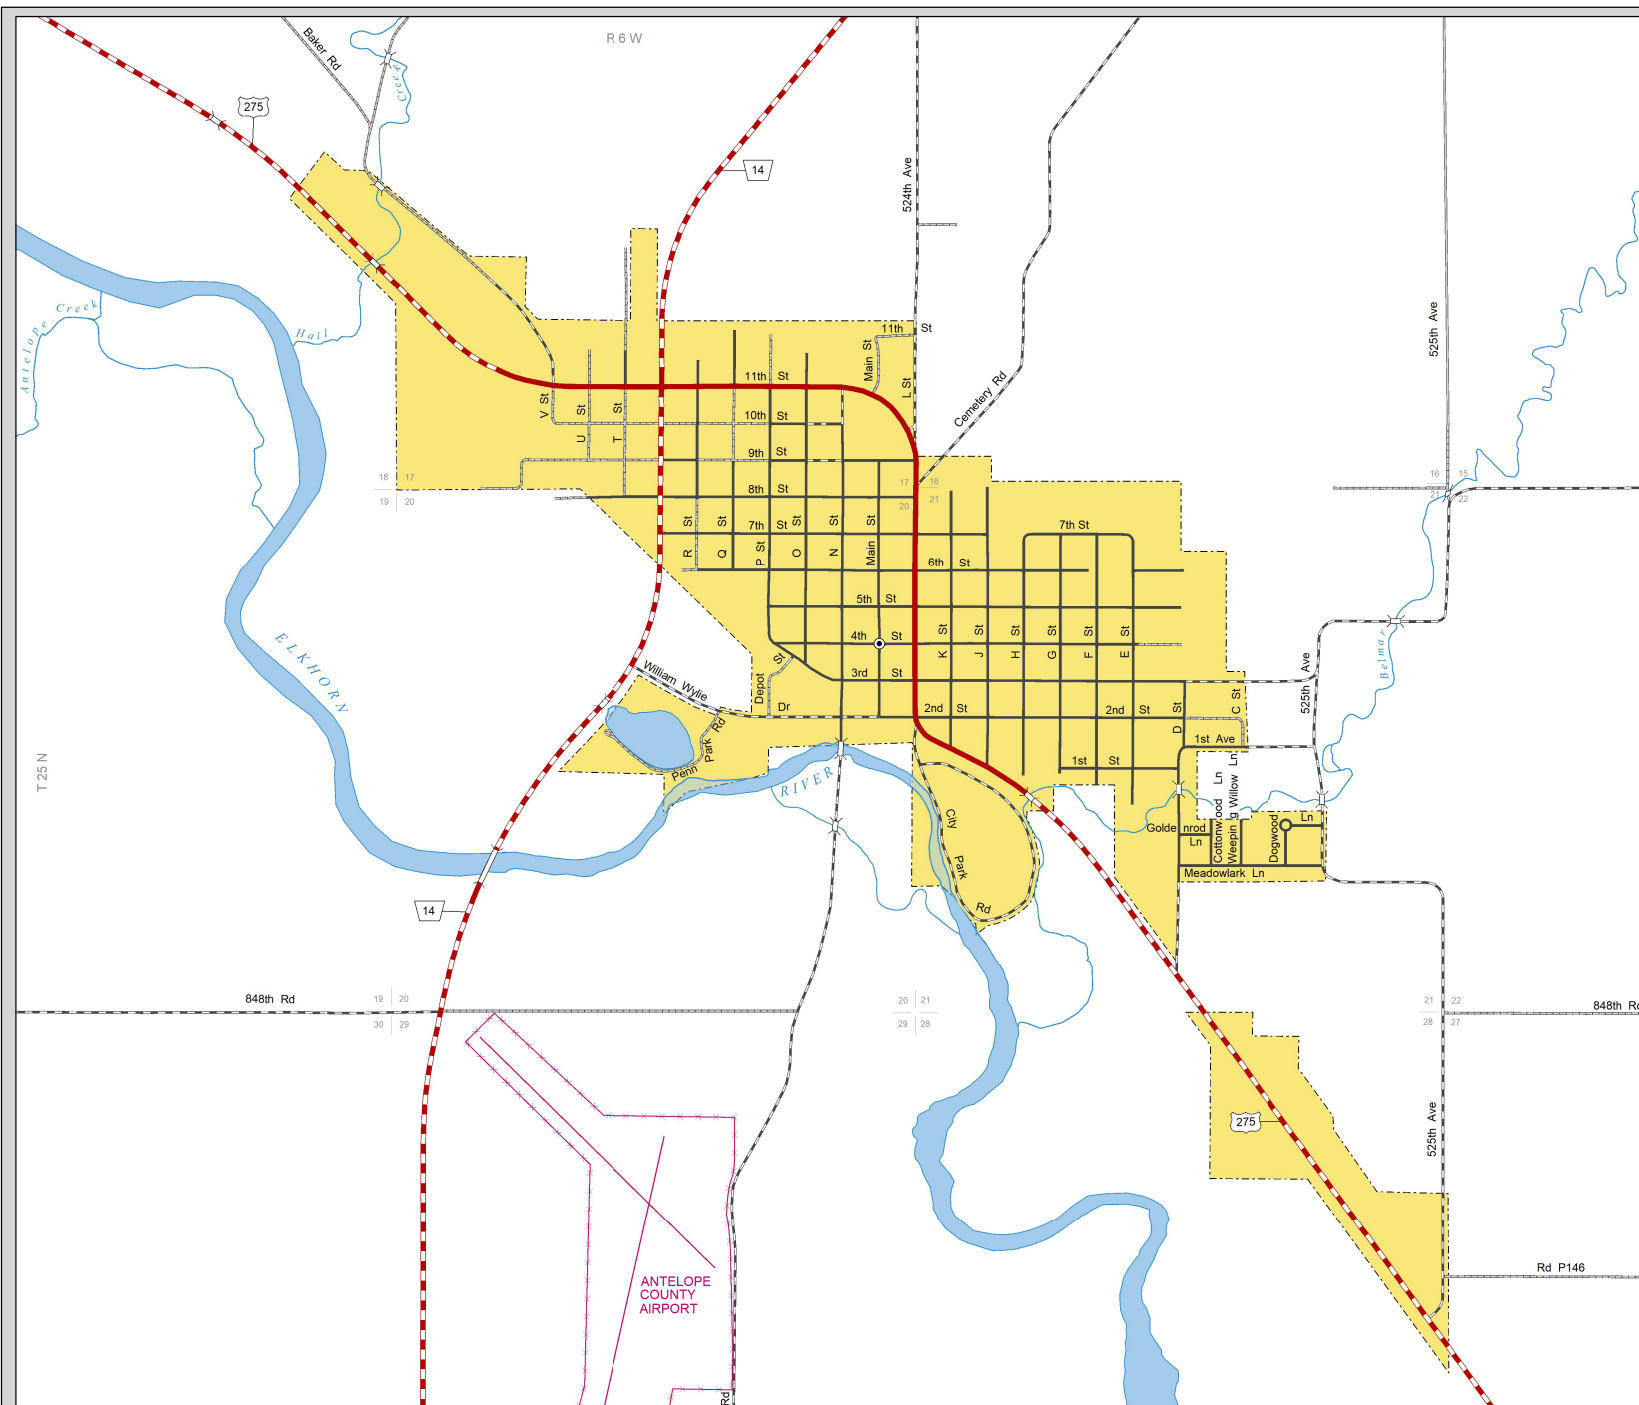 R 6 W
Baker Rd
Creek
275
14
524th Ave
Antelope Creek
Hail
11th St
Main St
L St
525th Ave
11th St
V St
U St
T St
10th St
Cemetery Rd
9th St
18 17
19 20
17 16
20 21
16 15
21 22
8th St
R St
Q St
7th St
P St
O St
N St
Main St
7th St
6th St
5th St
4th St
K St
J St
H St
G St
F St
E St
ELKHORN
William Wylie Dr
Depot St
3rd St
Belmar
525th Ave
2nd St
2nd St
D St
C St
1st Ave
Penn Park Rd
RIVER
1st St
T 25 N
City Park Rd
Goldenrod Ln
Cottonwood Ln
Weeping Willow Ln
Dogwood Ln
Meadowlark Ln
14
848th Rd
19 20
30 29
20 21
29 28
21 22
28 27
848th Rd
275
525th Ave
Rd P146
ANTELOPE
COUNTY
AIRPORT
Rd